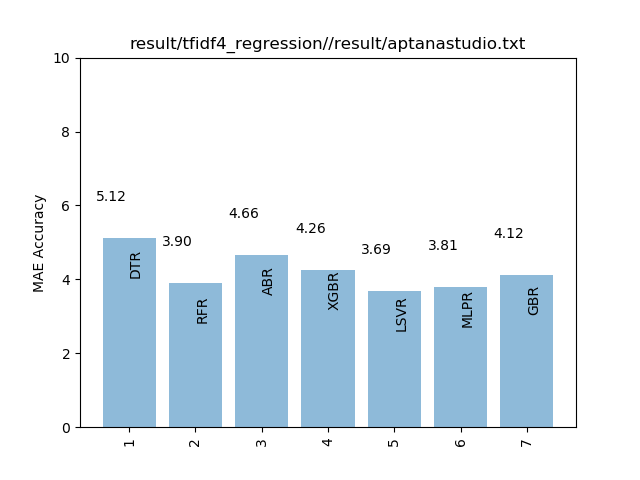 result/tfidf4_regression//result/aptanastudio.txt
MAE Accuracy
10
8
6
4
2
0
5.12
3.90
4.66
4.26
3.69
3.81
4.12
DTR
RFR
ABR
XGBR
LSVR
MLPR
GBR
1
2
3
4
5
6
7